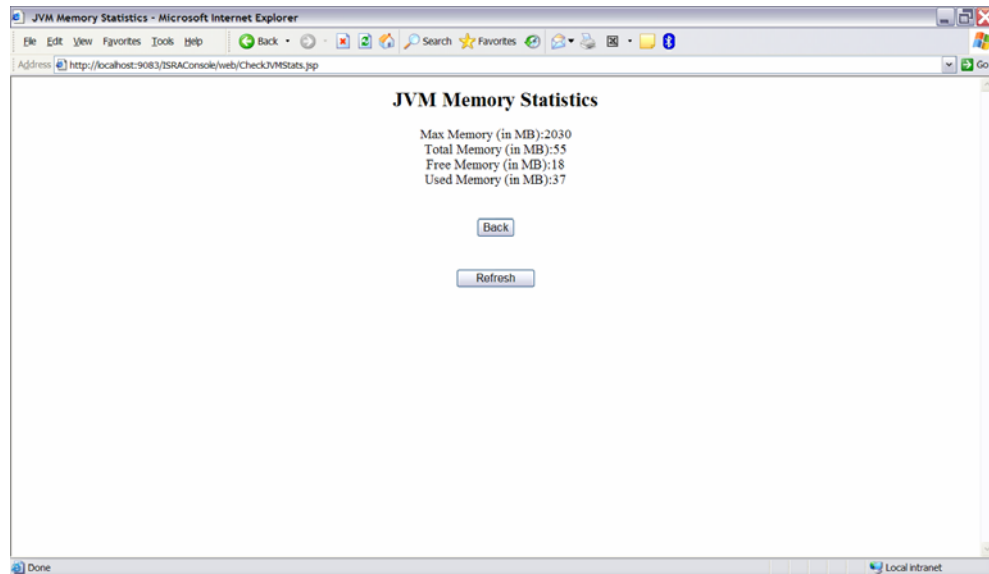 JVM Memory Statistics - Microsoft Internet Explorer
File Edit View Favorites Tools Help Back Search Favorites
Address http://localhost:9083/ISRAConsole/web/CheckJVMStats.jsp Go
JVM Memory Statistics
Max Memory (in MB):2030
Total Memory (in MB):55
Free Memory (in MB):18
Used Memory (in MB):37
Back
Refresh
Done Local intranet